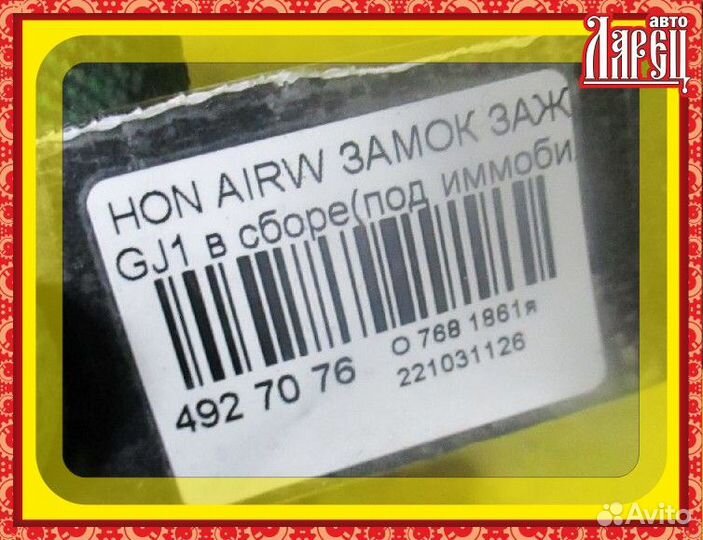 авто
ЛАРЕЦ
HON AIRW ЗАМОК ЗАЖ
GJ1 в сборе(под иммоби
492 70 76
О 768 1861я
221031126
Avito